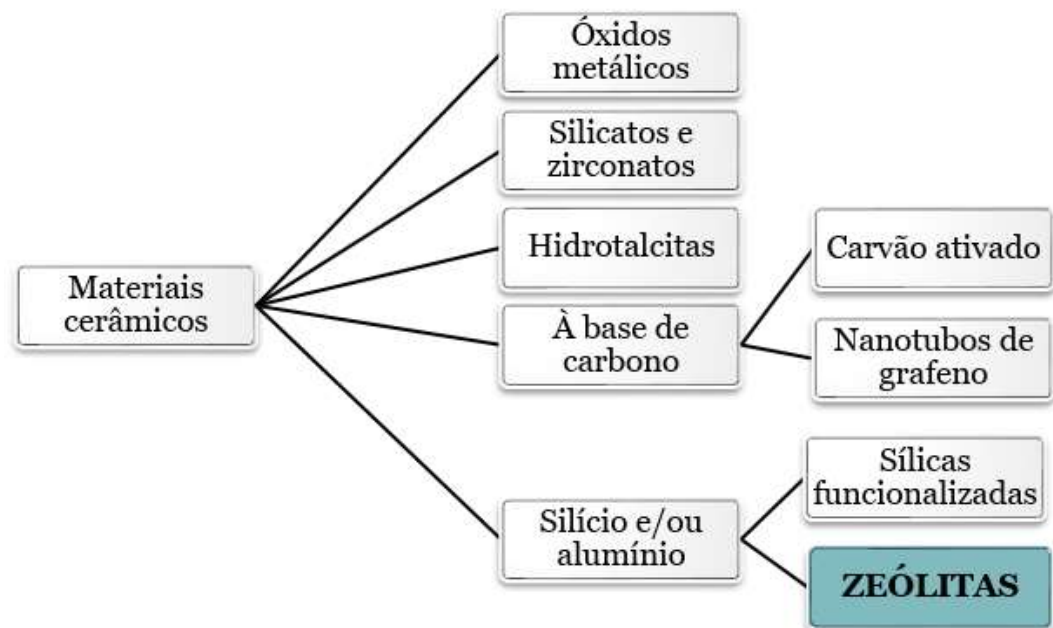 Materiais
cerâmicos
Óxidos
metálicos
Silicatos e
zirconatos
Hidrotalcitas
À base de
carbono
Carvão ativado
Nanotubos de
grafeno
Silício e/ou
alumínio
Sílicas
funcionalizadas
ZEÓLITAS